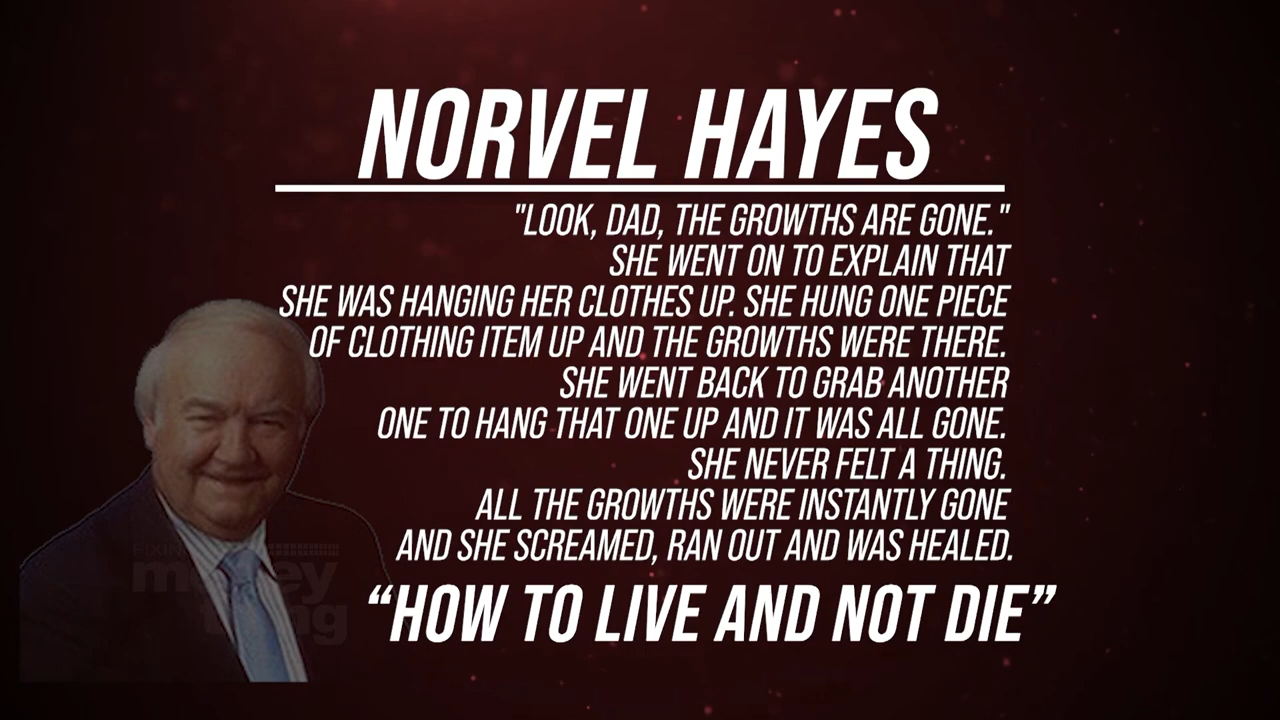 NORVEL HAYES
"LOOK, DAD, THE GROWTHS ARE GONE."
SHE WENT ON TO EXPLAIN THAT
SHE WAS HANGING HER CLOTHES UP. SHE HUNG ONE PIECE
OF CLOTHING ITEM UP AND THE GROWTHS WERE THERE.
SHE WENT BACK TO GRAB ANOTHER
ONE TO HANG THAT ONE UP AND IT WAS ALL GONE.
SHE NEVER FELT A THING.
ALL THE GROWTHS WERE INSTANTLY GONE
AND SHE SCREAMED, RAN OUT AND WAS HEALED.
“HOW TO LIVE AND NOT DIE”